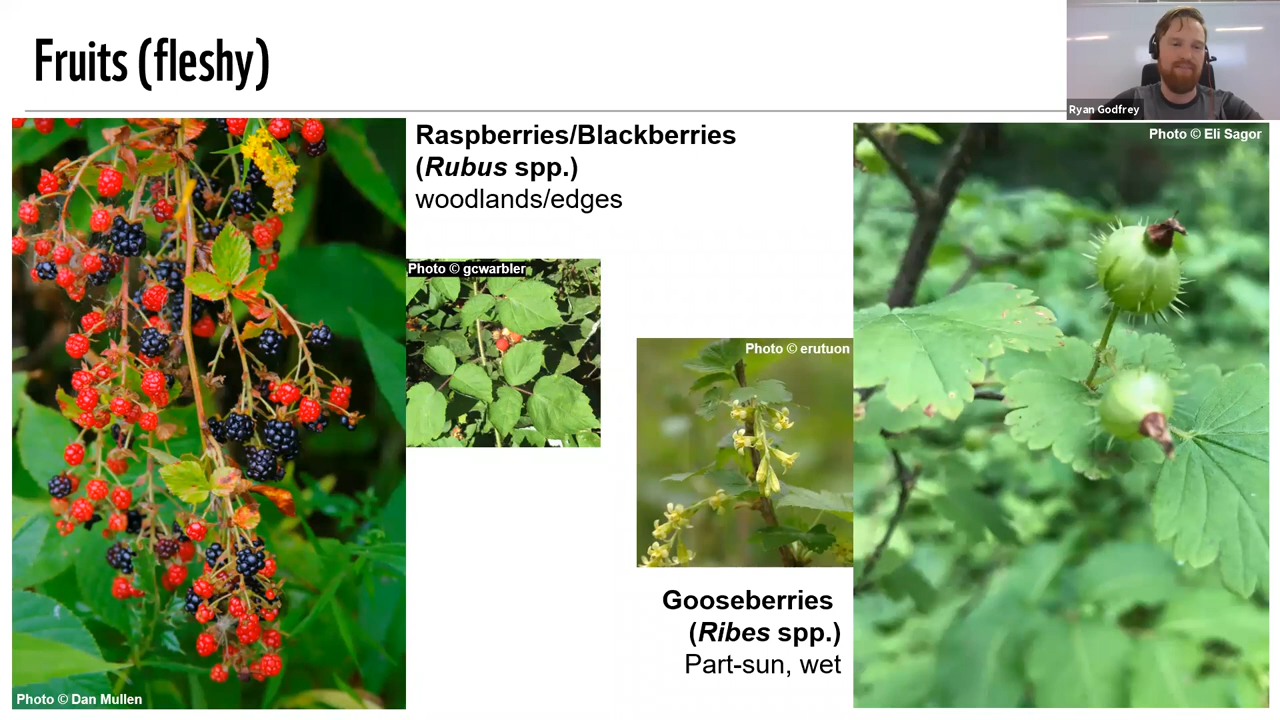 Fruits (fleshy)
Ryan Godfrey
Raspberries/Blackberries
(Rubus spp.)
woodlands/edges
Photo © Eli Sagor
Photo © gcwarbler
Photo © erutuon
Gooseberries
(Ribes spp.)
Part-sun, wet
Photo © Dan Mullen